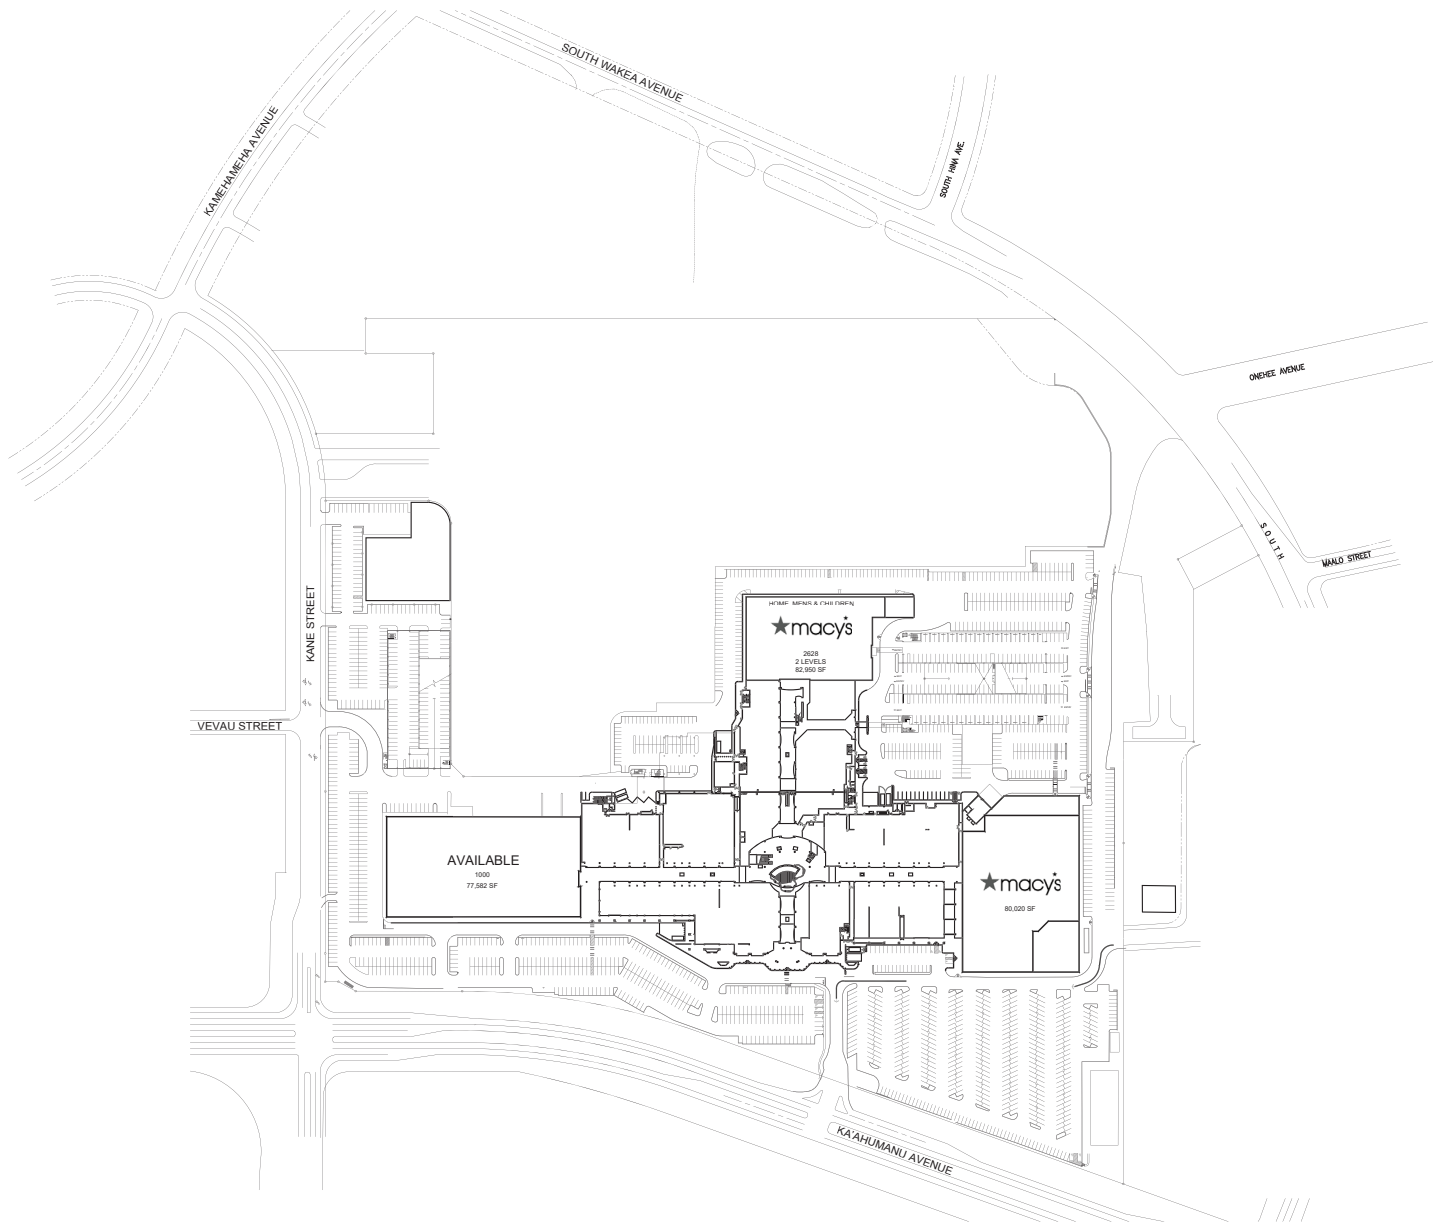 SOUTH WAKEA AVENUE
KAMEHAMEHA AVENUE
SOUTH HINA AVE.
ONEHEE AVENUE
SOUTH
MAALO STREET
KANE STREET
VEVAU STREET
HOME, MENS & CHILDREN
macy's
2628
2 LEVELS
82,950 SF
AVAILABLE
1000
77,582 SF
macy's
80,020 SF
KA'AHUMANU AVENUE